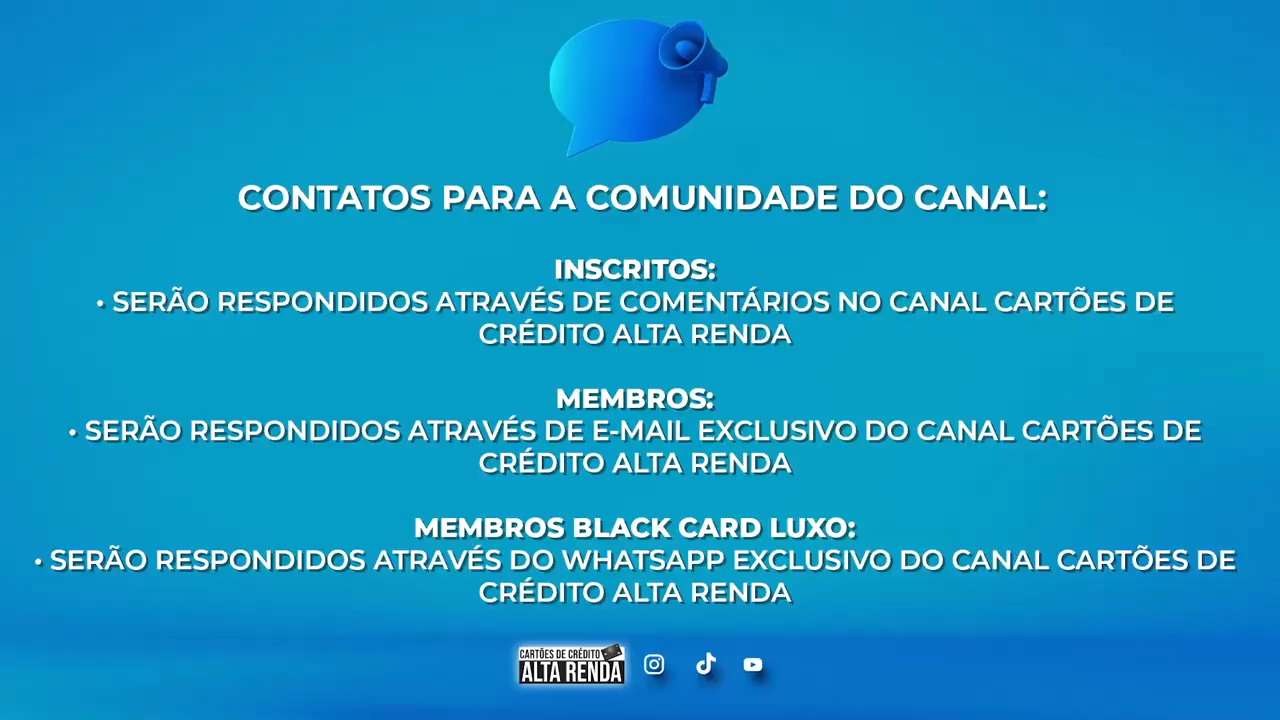 CONTATOS PARA A COMUNIDADE DO CANAL:
INSCRITOS:
• SERÃO RESPONDIDOS ATRAVÉS DE COMENTÁRIOS NO CANAL CARTÕES DE
CRÉDITO ALTA RENDA
MEMBROS:
• SERÃO RESPONDIDOS ATRAVÉS DE E-MAIL EXCLUSIVO DO CANAL CARTÕES DE
CRÉDITO ALTA RENDA
MEMBROS BLACK CARD LUXO:
• SERÃO RESPONDIDOS ATRAVÉS DO WHATSAPP EXCLUSIVO DO CANAL CARTÕES DE
CRÉDITO ALTA RENDA
CARTÕES DE CRÉDITO
ALTA RENDA